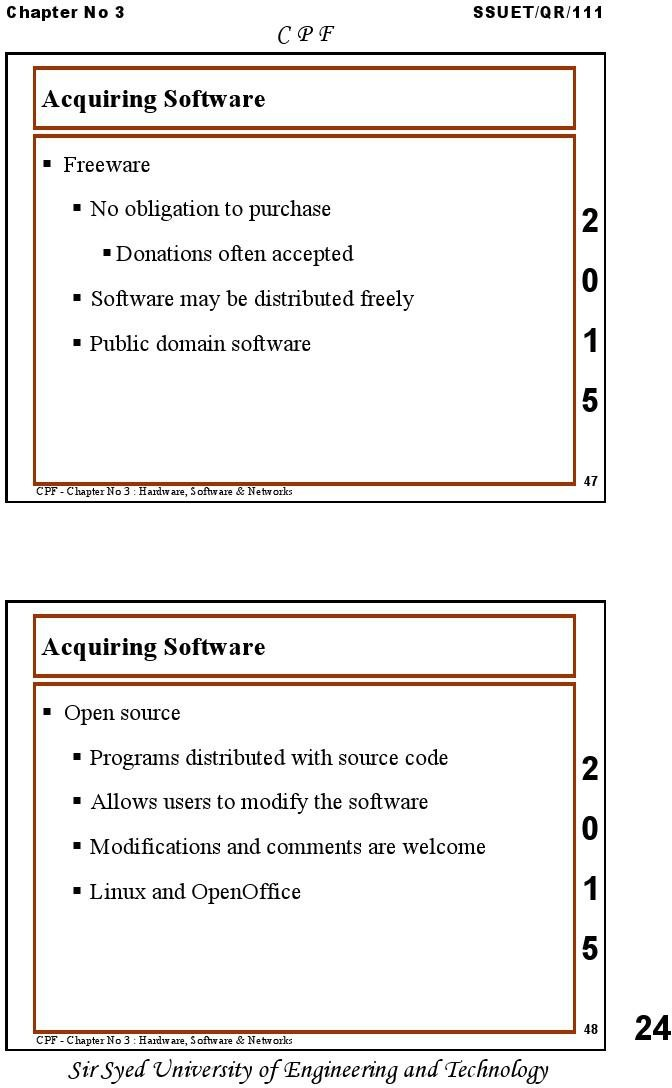 Chapter No 3 SSUET/QR/111
C P F
Acquiring Software
▪ Freeware
▪ No obligation to purchase
▪ Donations often accepted
▪ Software may be distributed freely
▪ Public domain software
2
0
1
5
47
CPF - Chapter No 3 : Hardware, Software & Networks
Acquiring Software
▪ Open source
▪ Programs distributed with source code
▪ Allows users to modify the software
▪ Modifications and comments are welcome
▪ Linux and OpenOffice
2
0
1
5
48
CPF - Chapter No 3 : Hardware, Software & Networks
24
Sir Syed University of Engineering and Technology